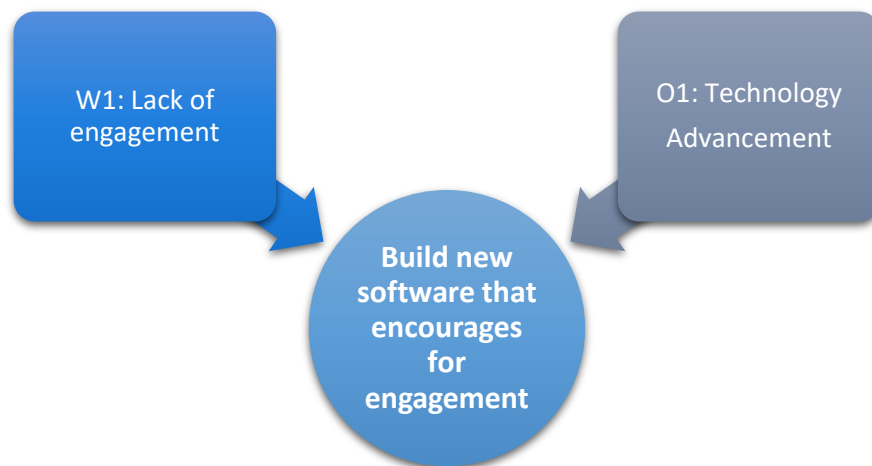 W1: Lack of
engagement
O1: Technology
Advancement
Build new
software that
encourages
for
engagement